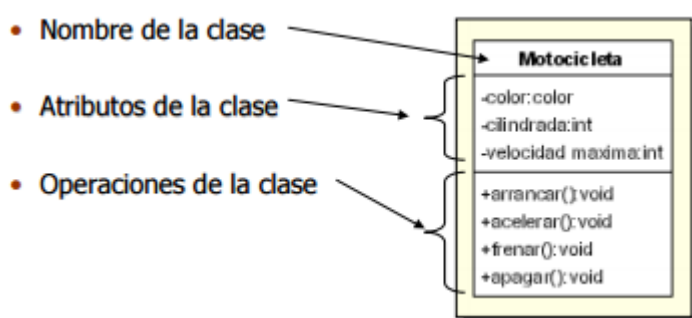 • Nombre de la clase
• Atributos de la clase
• Operaciones de la clase
Motocicleta
-color:color
-cilindrada:int
-velocidad maxima:int
+arrancar():void
+acelerar():void
+frenar():void
+apagar():void